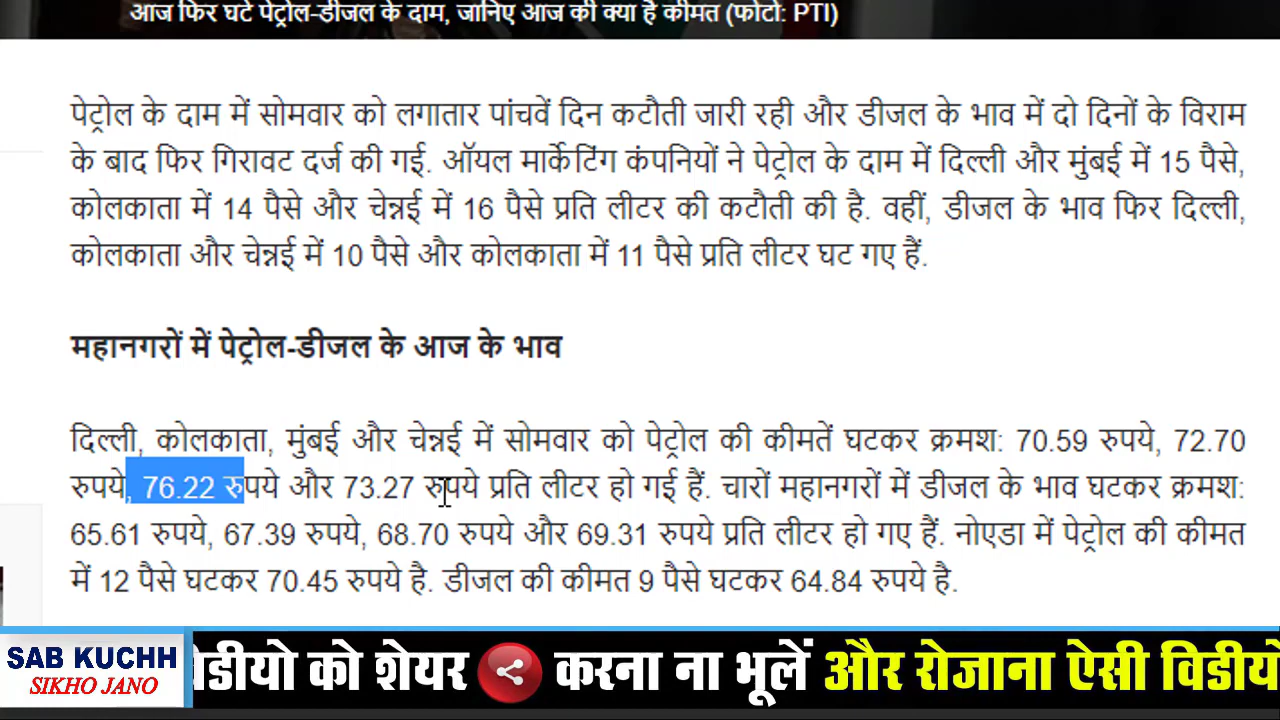 आज फिर घटे पेट्रोल-डीजल के दाम, जानिए आज की क्या है कीमत (फोटो: PTI)
पेट्रोल के दाम में सोमवार को लगातार पांचवें दिन कटौती जारी रही और डीजल के भाव में दो दिनों के विराम
के बाद फिर गिरावट दर्ज की गई. ऑयल मार्केटिंग कंपनियों ने पेट्रोल के दाम में दिल्ली और मुंबई में 15 पैसे,
कोलकाता में 14 पैसे और चेन्नई में 16 पैसे प्रति लीटर की कटौती की है. वहीं, डीजल के भाव फिर दिल्ली,
कोलकाता और चेन्नई में 10 पैसे और कोलकाता में 11 पैसे प्रति लीटर घट गए हैं.
महानगरों में पेट्रोल-डीजल के आज के भाव
दिल्ली, कोलकाता, मुंबई और चेन्नई में सोमवार को पेट्रोल की कीमतें घटकर क्रमश: 70.59 रुपये, 72.70
रुपये, 76.22 रुपये और 73.27 रुपये प्रति लीटर हो गई हैं. चारों महानगरों में डीजल के भाव घटकर क्रमश:
65.61 रुपये, 67.39 रुपये, 68.70 रुपये और 69.31 रुपये प्रति लीटर हो गए हैं. नोएडा में पेट्रोल की कीमत
में 12 पैसे घटकर 70.45 रुपये है. डीजल की कीमत 9 पैसे घटकर 64.84 रुपये है.
SAB KUCHH
SIKHO JANO
वीडीयो को शेयर करना ना भूलें और रोजाना ऐसी विडीयो